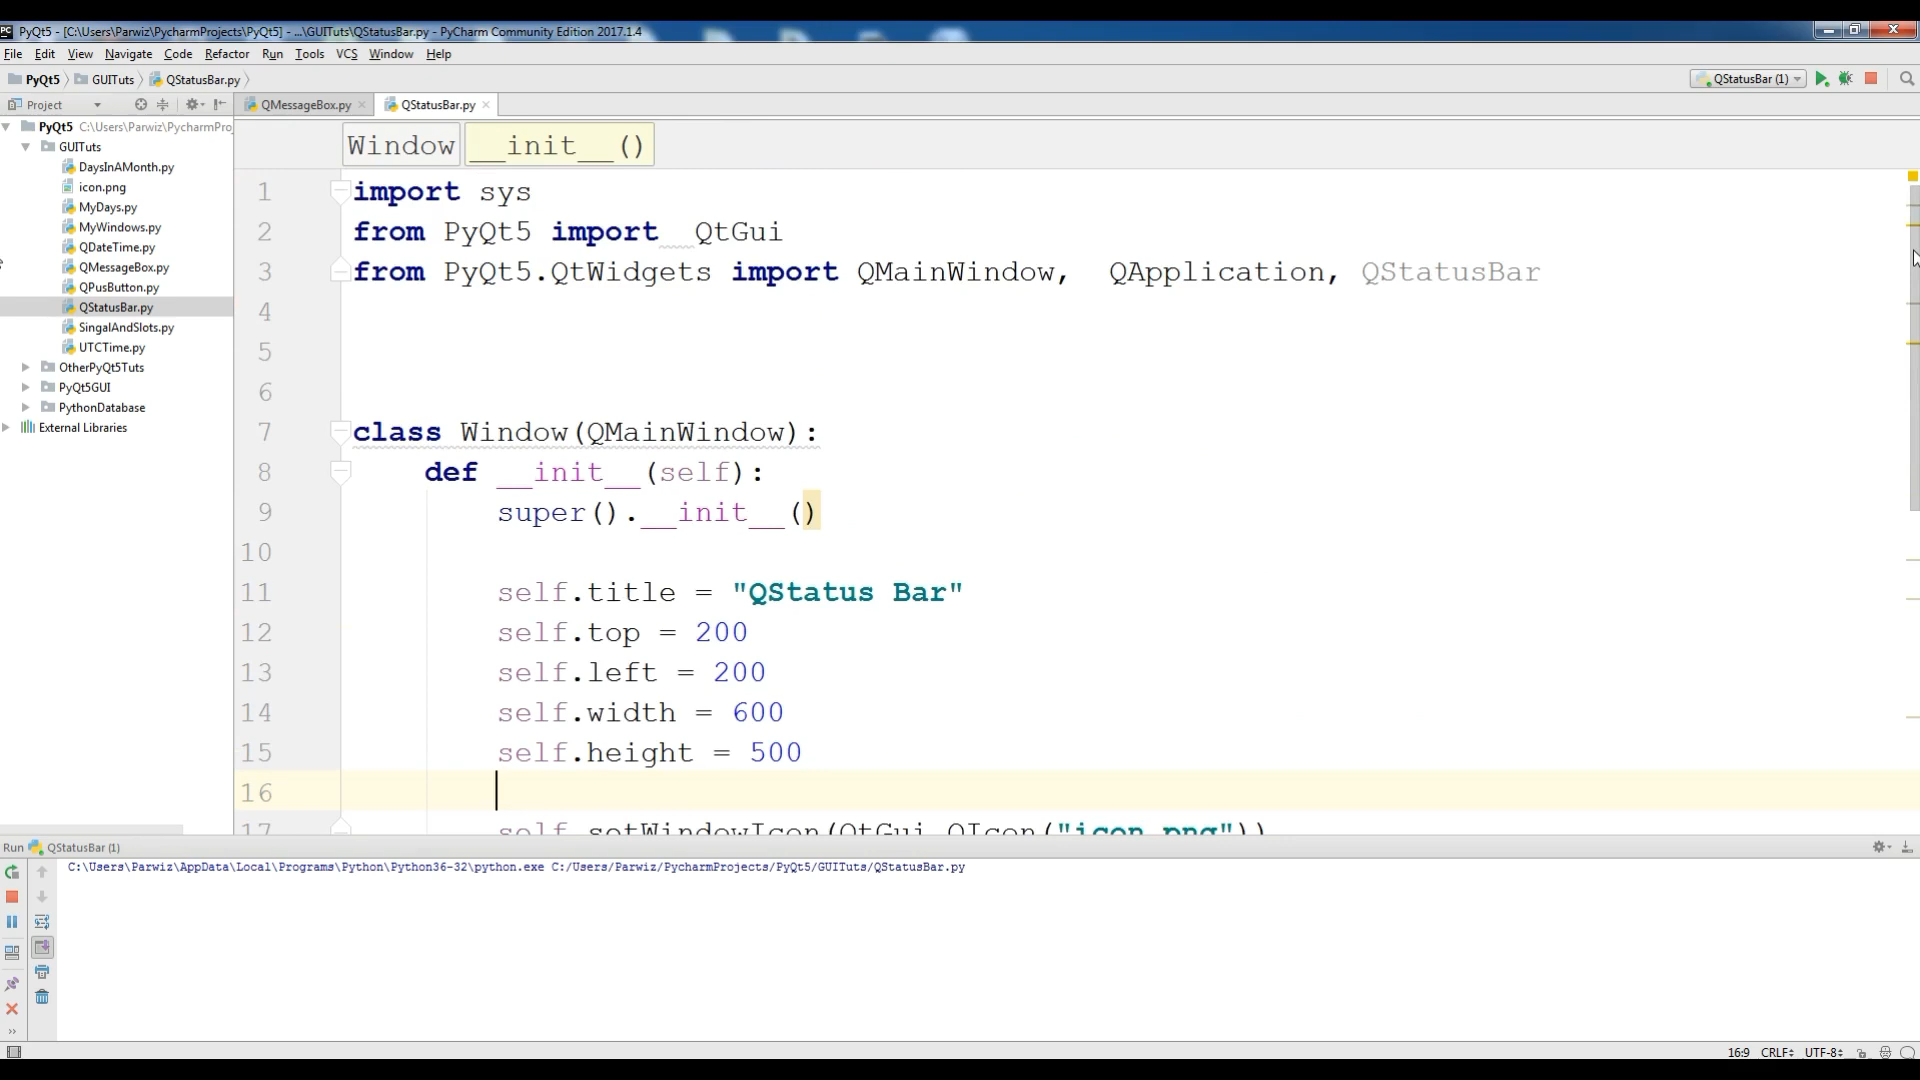 PyQt5 - [C:\Users\Parwiz\PycharmProjects\PyQt5] - ...\GUITuts\QStatusBar.py - PyCharm Community Edition 2017.1.4
File Edit View Navigate Code Refactor Run Tools VCS Window Help
PyQt5 GUITuts QStatusBar.py QStatusBar (1)
Project QMessageBox.py QStatusBar.py
PyQt5 C:\Users\Parwiz\PycharmPro
GUITuts
DaysInAMonth.py
icon.png
MyDays.py
MyWindows.py
QDateTime.py
QMessageBox.py
QPusButton.py
QStatusBar.py
SingalAndSlots.py
UTCTime.py
OtherPyQt5Tuts
PyQt5GUI
PythonDatabase
External Libraries
Window __init__()
1 import sys
2 from PyQt5 import  QtGui
3 from PyQt5.QtWidgets import QMainWindow,  QApplication, QStatusBar
4
5
6
7 class Window(QMainWindow):
8 def __init__(self):
9 super().__init__()
10
11 self.title = "QStatus Bar"
12 self.top = 200
13 self.left = 200
14 self.width = 600
15 self.height = 500
16
17 self.setWindowIcon(QtGui.QIcon("icon.png"))
Run QStatusBar (1)
C:\Users\Parwiz\AppData\Local\Programs\Python\Python36-32\python.exe C:/Users/Parwiz/PycharmProjects/PyQt5/GUITuts/QStatusBar.py
16:9 CRLF UTF-8